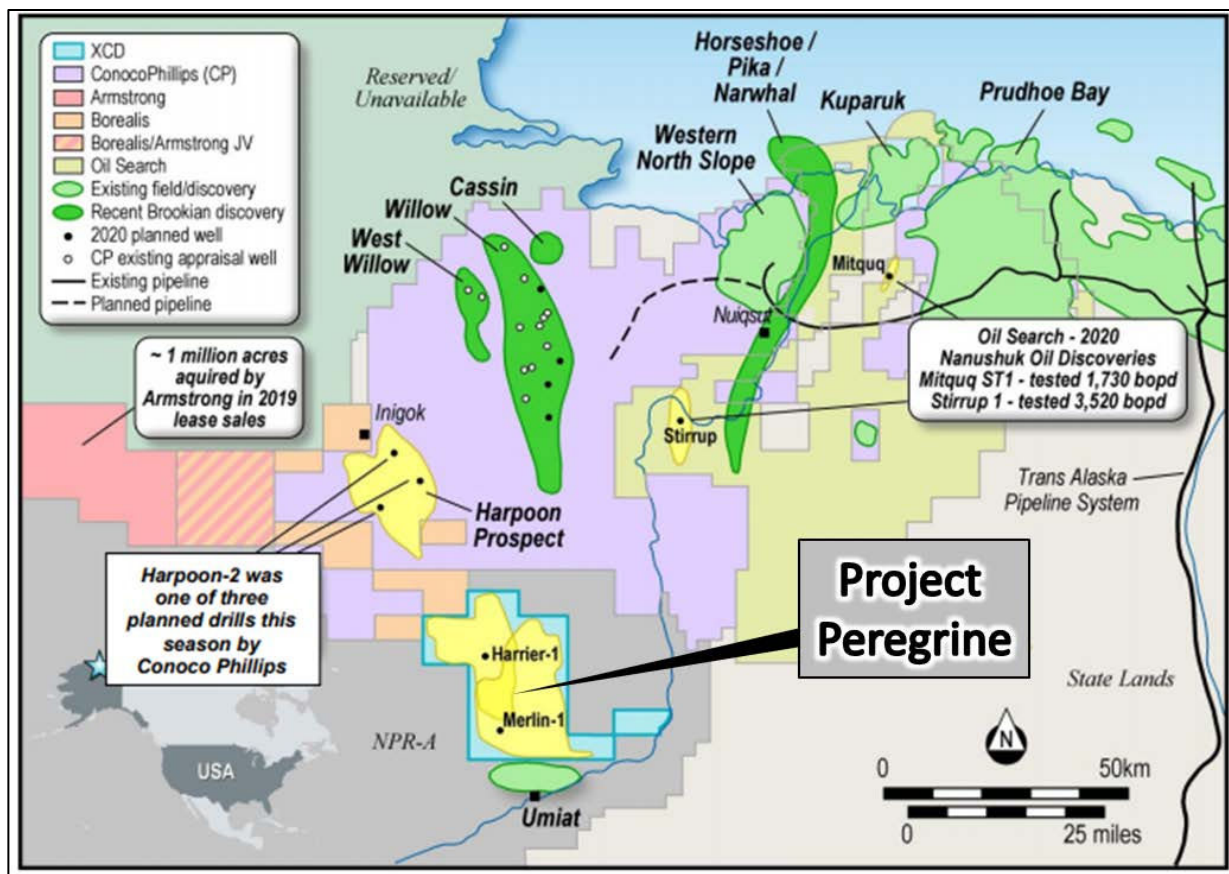 XCD
ConocoPhillips (CP)
Armstrong
Borealis
Borealis/Armstrong JV
Oil Search
Existing field/discovery
Recent Brookian discovery
2020 planned well
CP existing appraisal well
Existing pipeline
Planned pipeline
Reserved/
Unavailable
Horseshoe /
Pika /
Narwhal
Kuparuk
Prudhoe Bay
Western
North Slope
Cassin
Willow
West
Willow
Mitquq
Nuiqsut
Oil Search - 2020
Nanushuk Oil Discoveries
Mitquq ST1 - tested 1,730 bopd
Stirrup 1 - tested 3,520 bopd
~ 1 million acres
aquired by
Armstrong in 2019
lease sales
Inigok
Stirrup
Trans Alaska
Pipeline System
Harpoon
Prospect
Harpoon-2 was
one of three
planned drills this
season by
Conoco Phillips
Project
Peregrine
Harrier-1
Merlin-1
State Lands
NPR-A
USA
Umiat
N
0 50km
0 25 miles